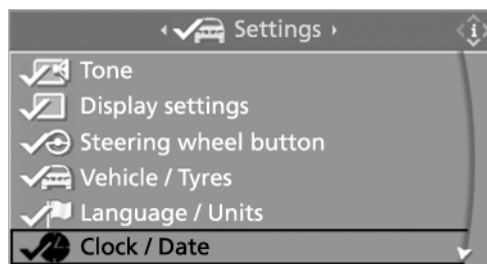 Settings
i
Tone
Display settings
Steering wheel button
Vehicle / Tyres
Language / Units
Clock / Date